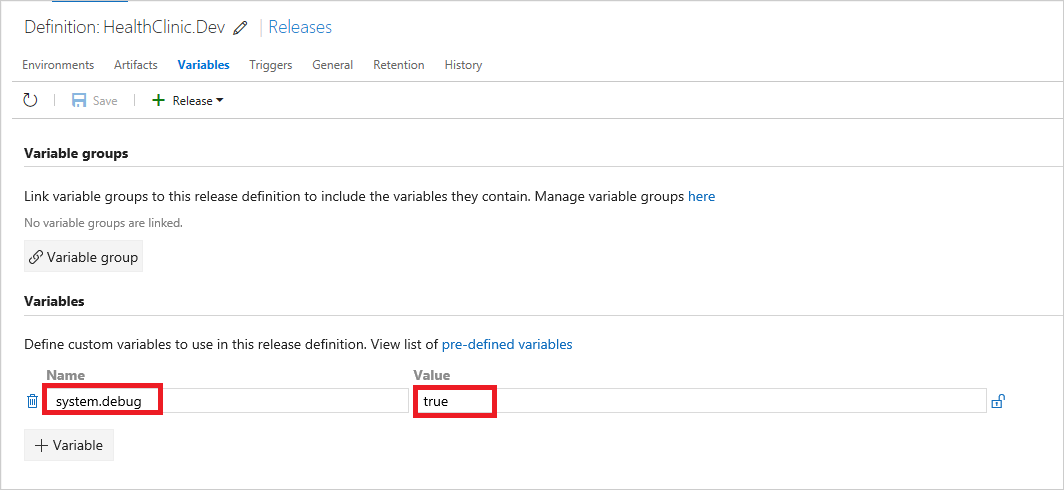 Definition: HealthClinic.Dev | Releases
Environments Artifacts Variables Triggers General Retention History
Save Release
Variable groups
Link variable groups to this release definition to include the variables they contain. Manage variable groups here
No variable groups are linked.
Variable group
Variables
Define custom variables to use in this release definition. View list of pre-defined variables
Name Value
system.debug true
+ Variable